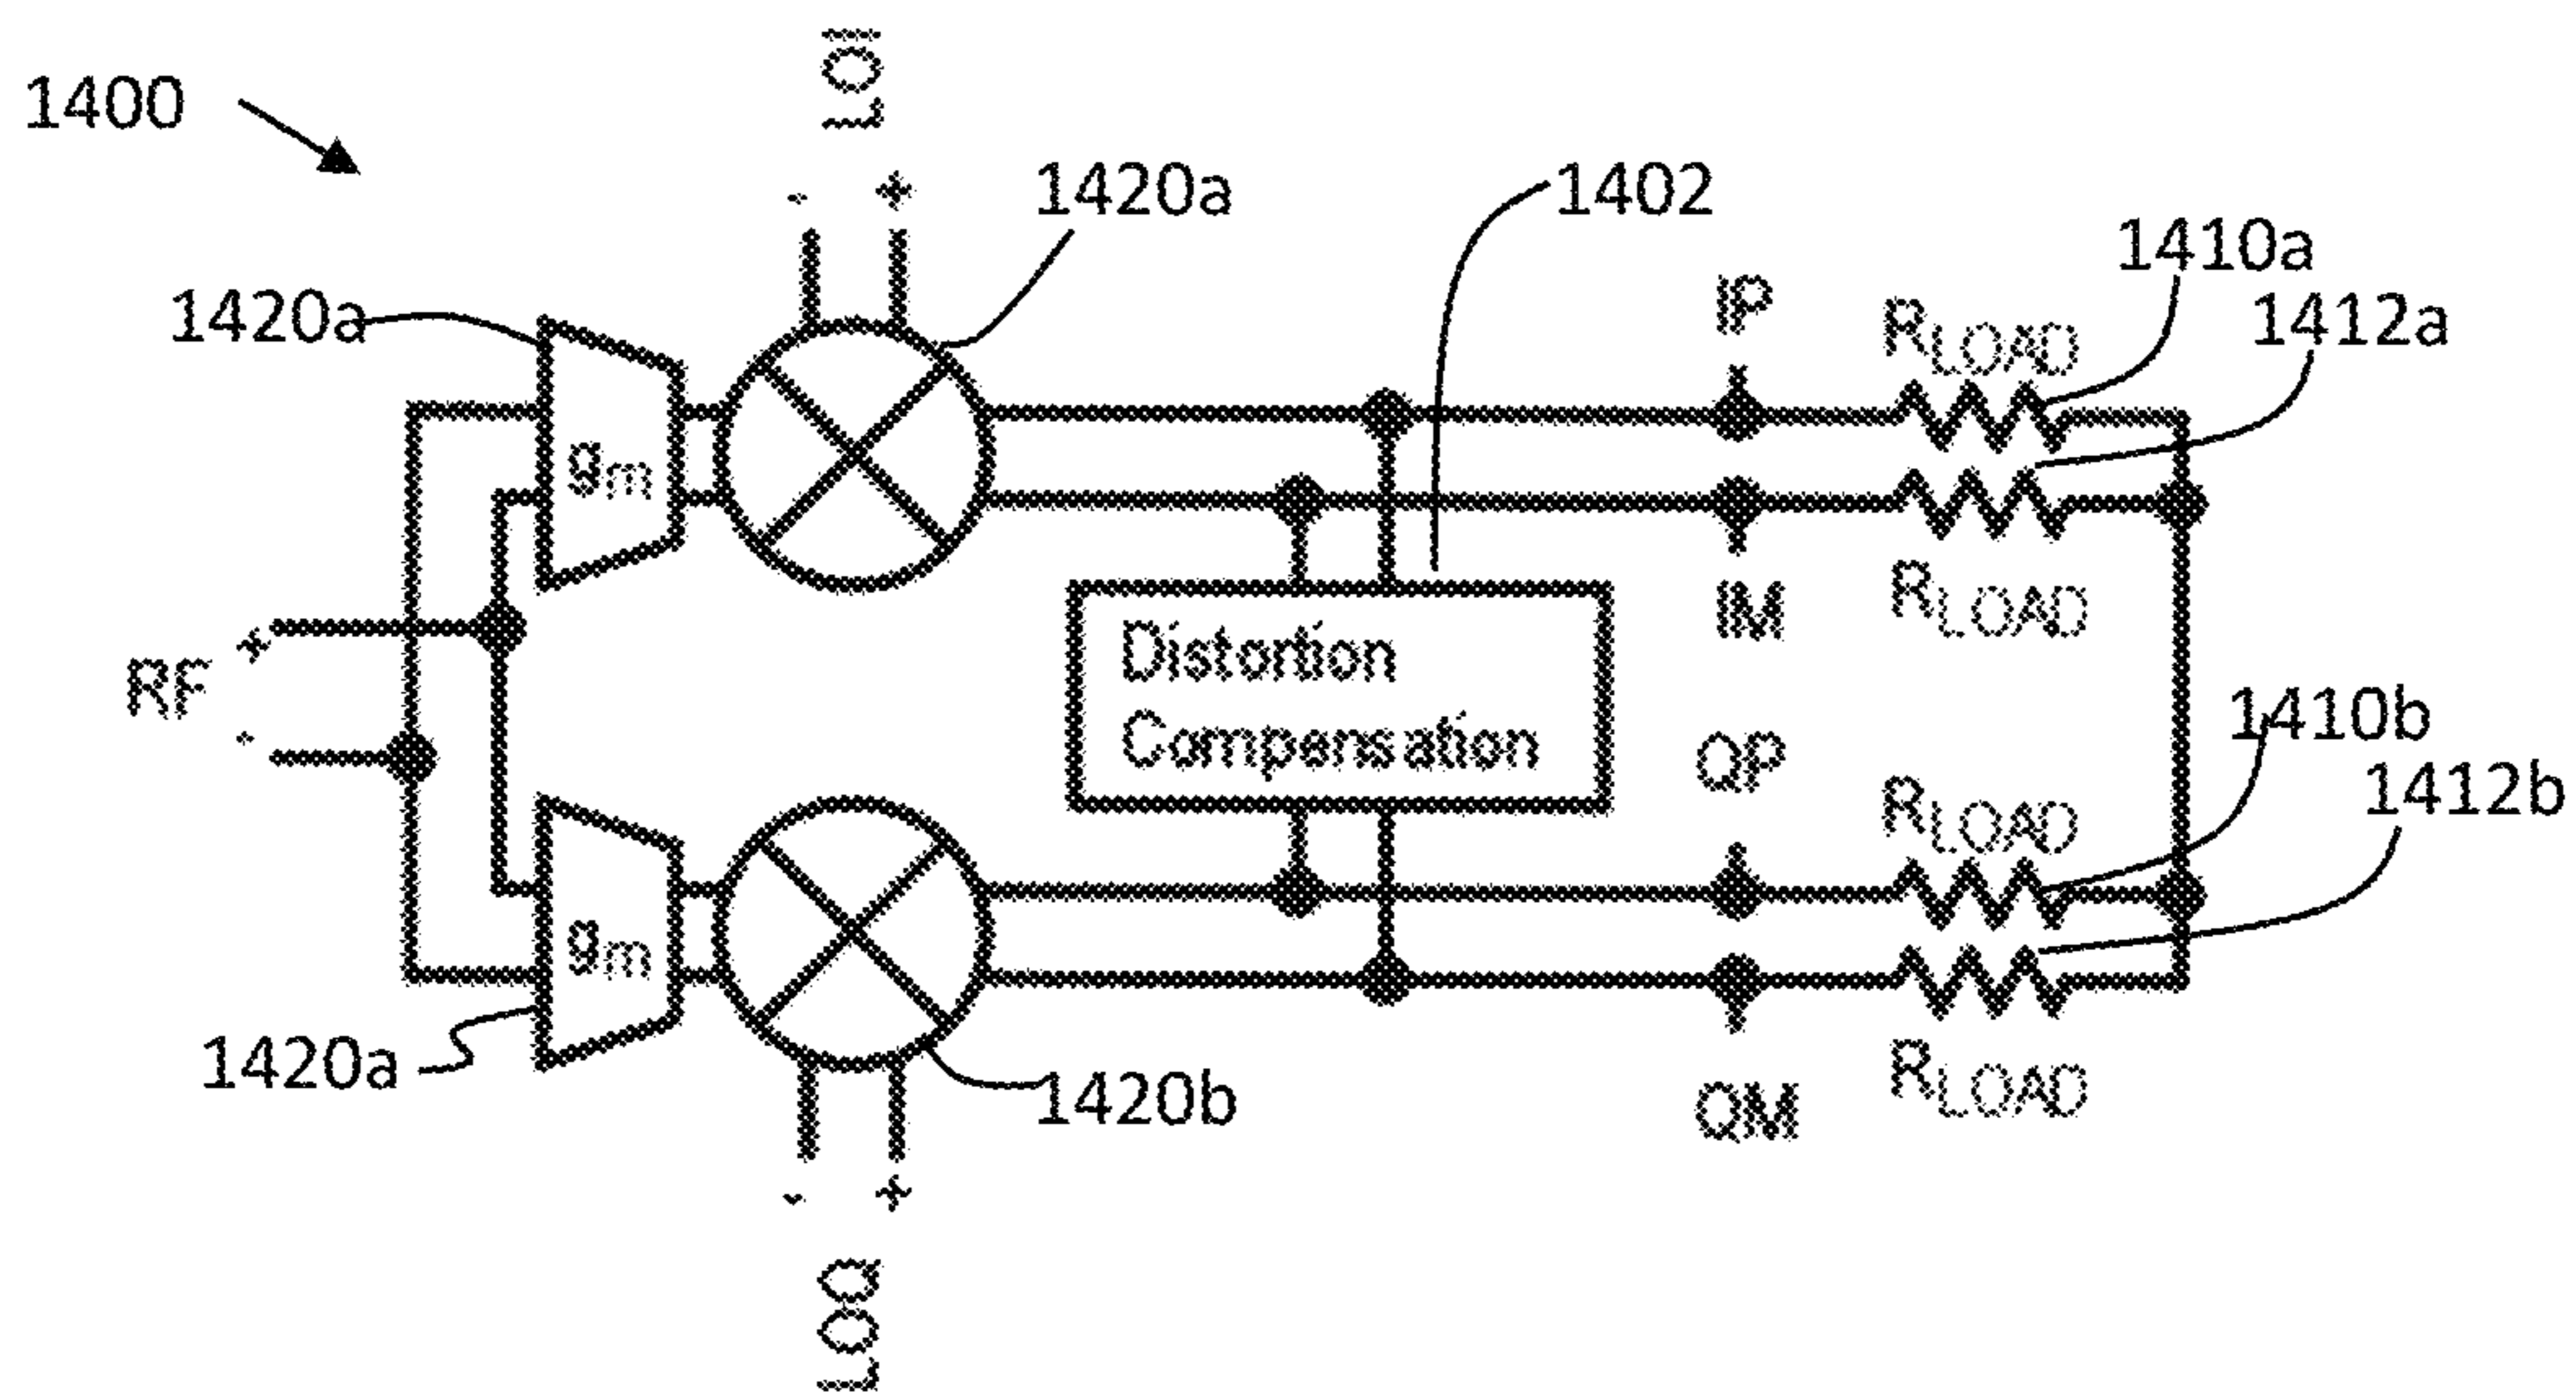 1400
LOI
- +
1420a
1402
1410a
1412a
1420a
IP
RLOAD
gm
IM
RLOAD
Distortion
Compensation
+
RF
-
QP
1410b
1412b
RLOAD
gm
1420a
1420b
QM
RLOAD
- +
LOQ